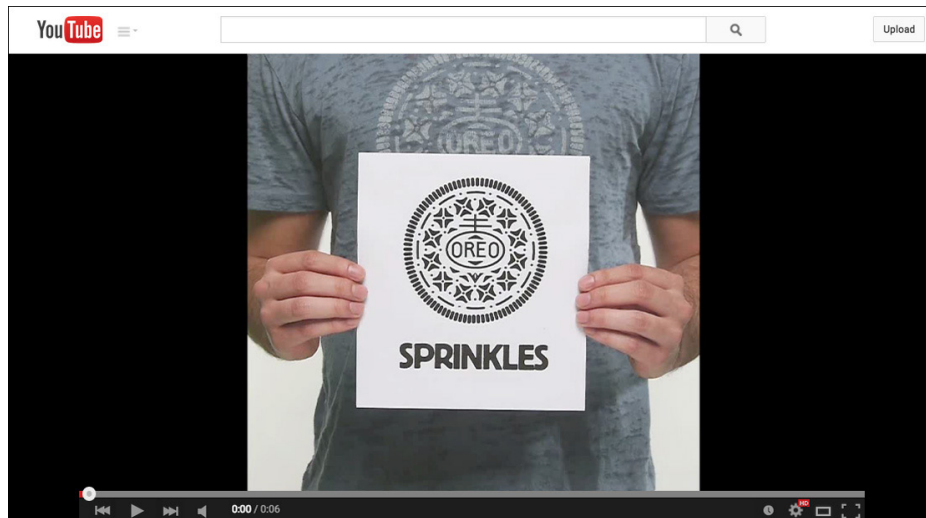 YouTube
Upload
OREO
OREO
SPRINKLES
HD
0:00 / 0:06